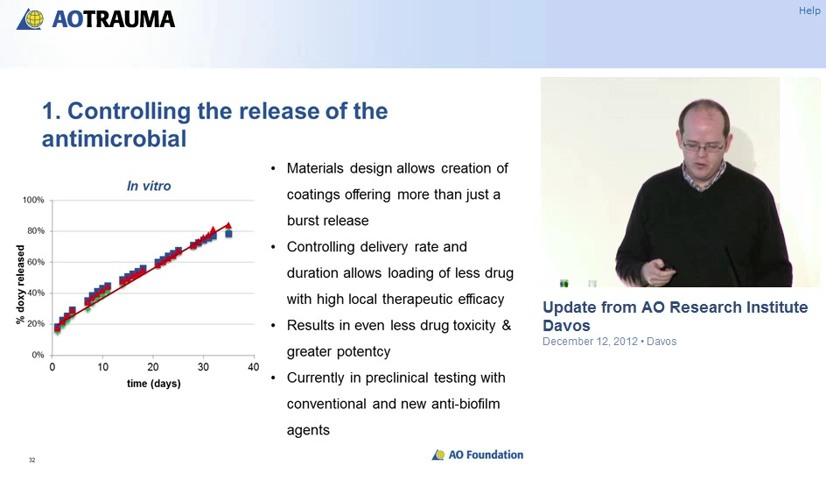 AOTRAUMA
Help
1. Controlling the release of the
antimicrobial
In vitro
100%
80%
60%
40%
20%
0%
% doxy released
0 10 20 30 40
time (days)
• Materials design allows creation of
coatings offering more than just a
burst release
• Controlling delivery rate and
duration allows loading of less drug
with high local therapeutic efficacy
• Results in even less drug toxicity &
greater potentcy
• Currently in preclinical testing with
conventional and new anti-biofilm
agents
Update from AO Research Institute
Davos
December 12, 2012 • Davos
32
AO Foundation